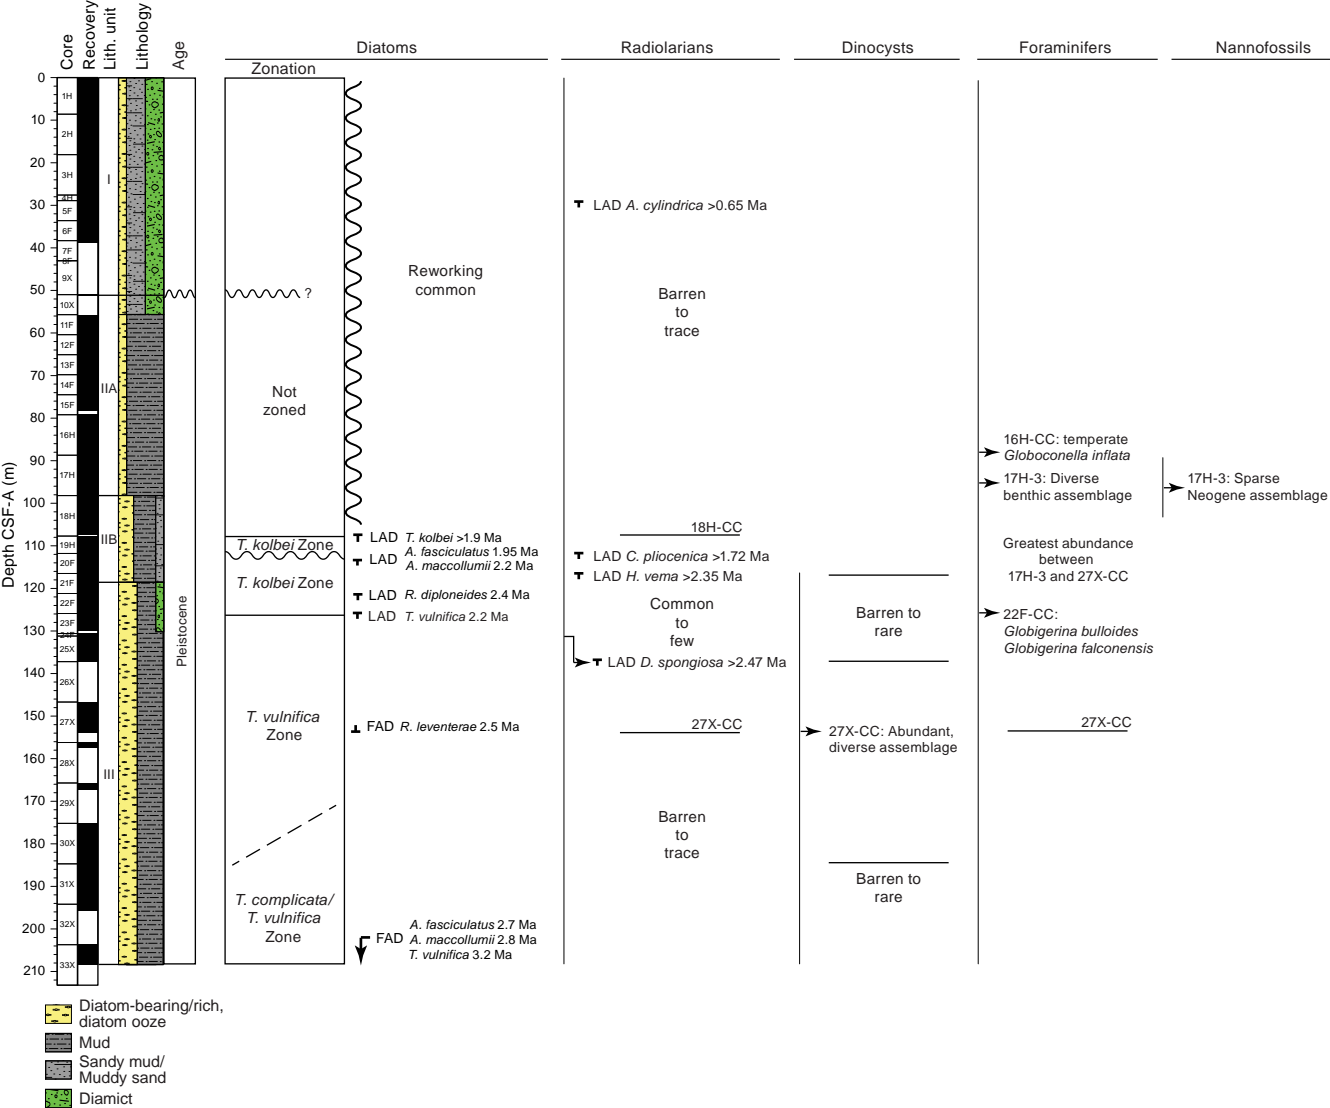 Core
Recovery
Lith. unit
Lithology
Age
Diatoms
Radiolarians
Dinocysts
Foraminifers
Nannofossils
Zonation
Depth CSF-A (m)
0
10
20
30
40
50
60
70
80
90
100
110
120
130
140
150
160
170
180
190
200
210
1H
2H
3H
4H
5F
6F
7F
8F
9X
10X
11F
12F
13F
14F
15F
16H
17H
18H
19H
20F
21F
22F
23F
24F
25X
26X
27X
28X
29X
30X
31X
32X
33X
I
IIA
IIB
III
Pleistocene
?
Not
zoned
T. kolbei Zone
T. kolbei Zone
T. vulnifica
Zone
T. complicata/
T. vulnifica
Zone
Reworking
common
LAD T. kolbei >1.9 Ma
A. fasciculatus 1.95 Ma
LAD
A. maccollumii 2.2 Ma
LAD R. diploneides 2.4 Ma
LAD T. vulnifica 2.2 Ma
FAD R. leventerae 2.5 Ma
A. fasciculatus 2.7 Ma
FAD A. maccollumii 2.8 Ma
T. vulnifica 3.2 Ma
LAD A. cylindrica >0.65 Ma
Barren
to
trace
18H-CC
LAD C. pliocenica >1.72 Ma
LAD H. vema >2.35 Ma
Common
to
few
LAD D. spongiosa >2.47 Ma
27X-CC
Barren
to
trace
Barren to
rare
27X-CC: Abundant,
diverse assemblage
Barren to
rare
16H-CC: temperate
Globoconella inflata
17H-3: Diverse
benthic assemblage
Greatest abundance
between
17H-3 and 27X-CC
22F-CC:
Globigerina bulloides
Globigerina falconensis
27X-CC
17H-3: Sparse
Neogene assemblage
Diatom-bearing/rich,
diatom ooze
Mud
Sandy mud/
Muddy sand
Diamict